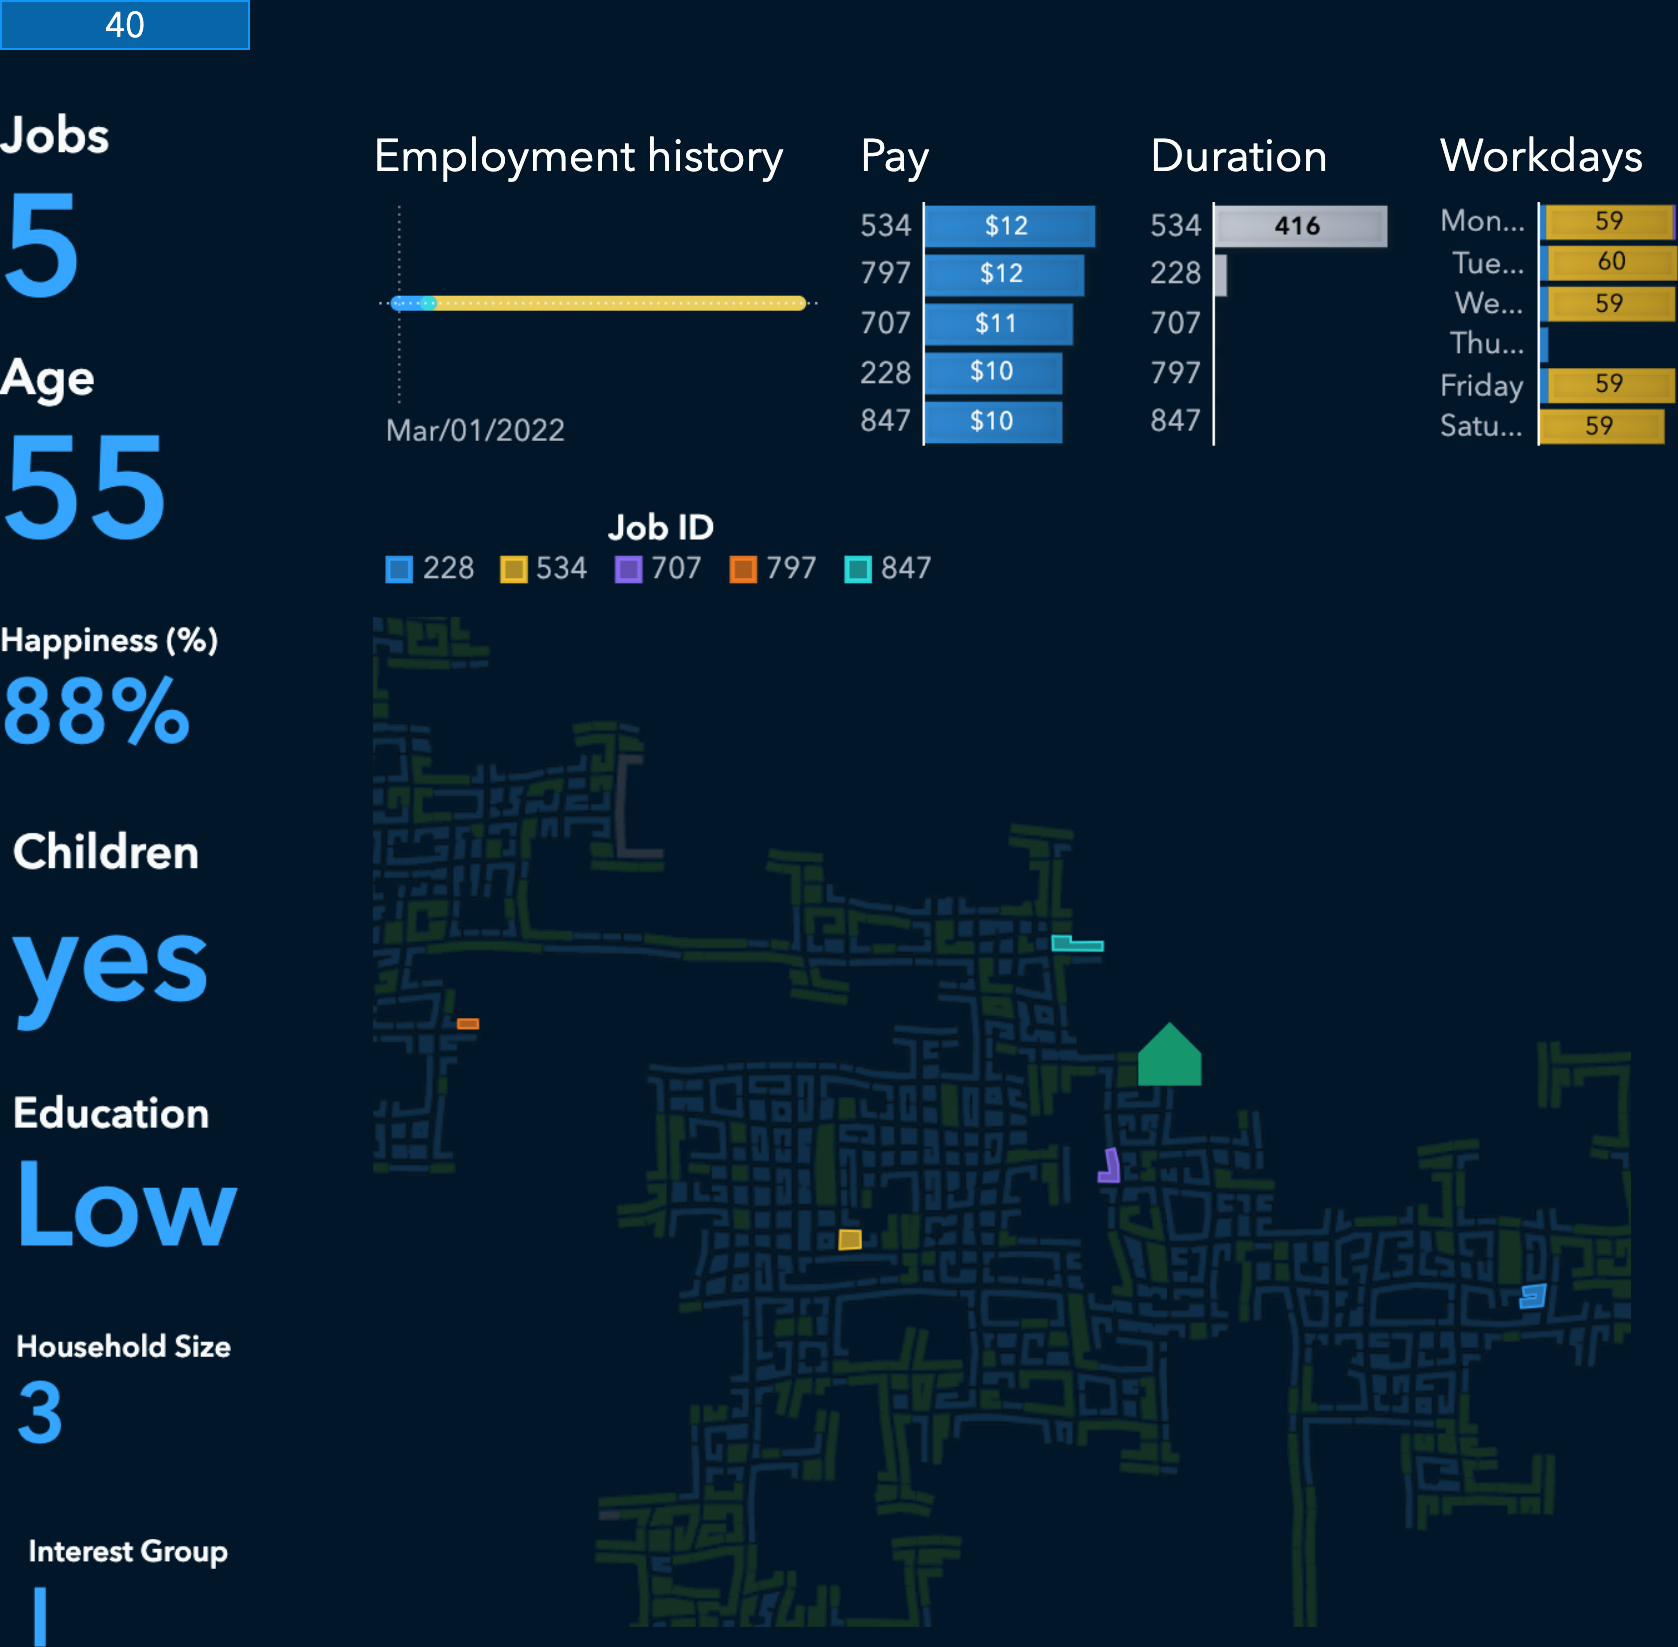 40
Jobs
5
Age
55
Happiness (%)
88%
Children
yes
Education
Low
Household Size
3
Interest Group
I
Employment history
Mar/01/2022
Pay
534 $12
797 $12
707 $11
228 $10
847 $10
Duration
534 416
228
707
797
847
Workdays
Mon... 59
Tue... 60
We... 59
Thu...
Friday 59
Satu... 59
Job ID
228 534 707 797 847